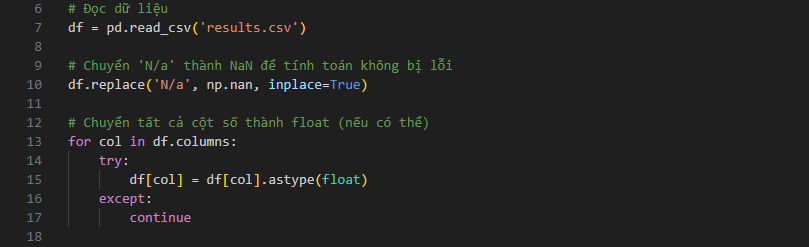 6 # Đọc dữ liệu
7 df = pd.read_csv('results.csv')
8
9 # Chuyển 'N/a' thành NaN để tính toán không bị lỗi
10 df.replace('N/a', np.nan, inplace=True)
11
12 # Chuyển tất cả cột số thành float (nếu có thể)
13 for col in df.columns:
14     try:
15         df[col] = df[col].astype(float)
16     except:
17         continue
18